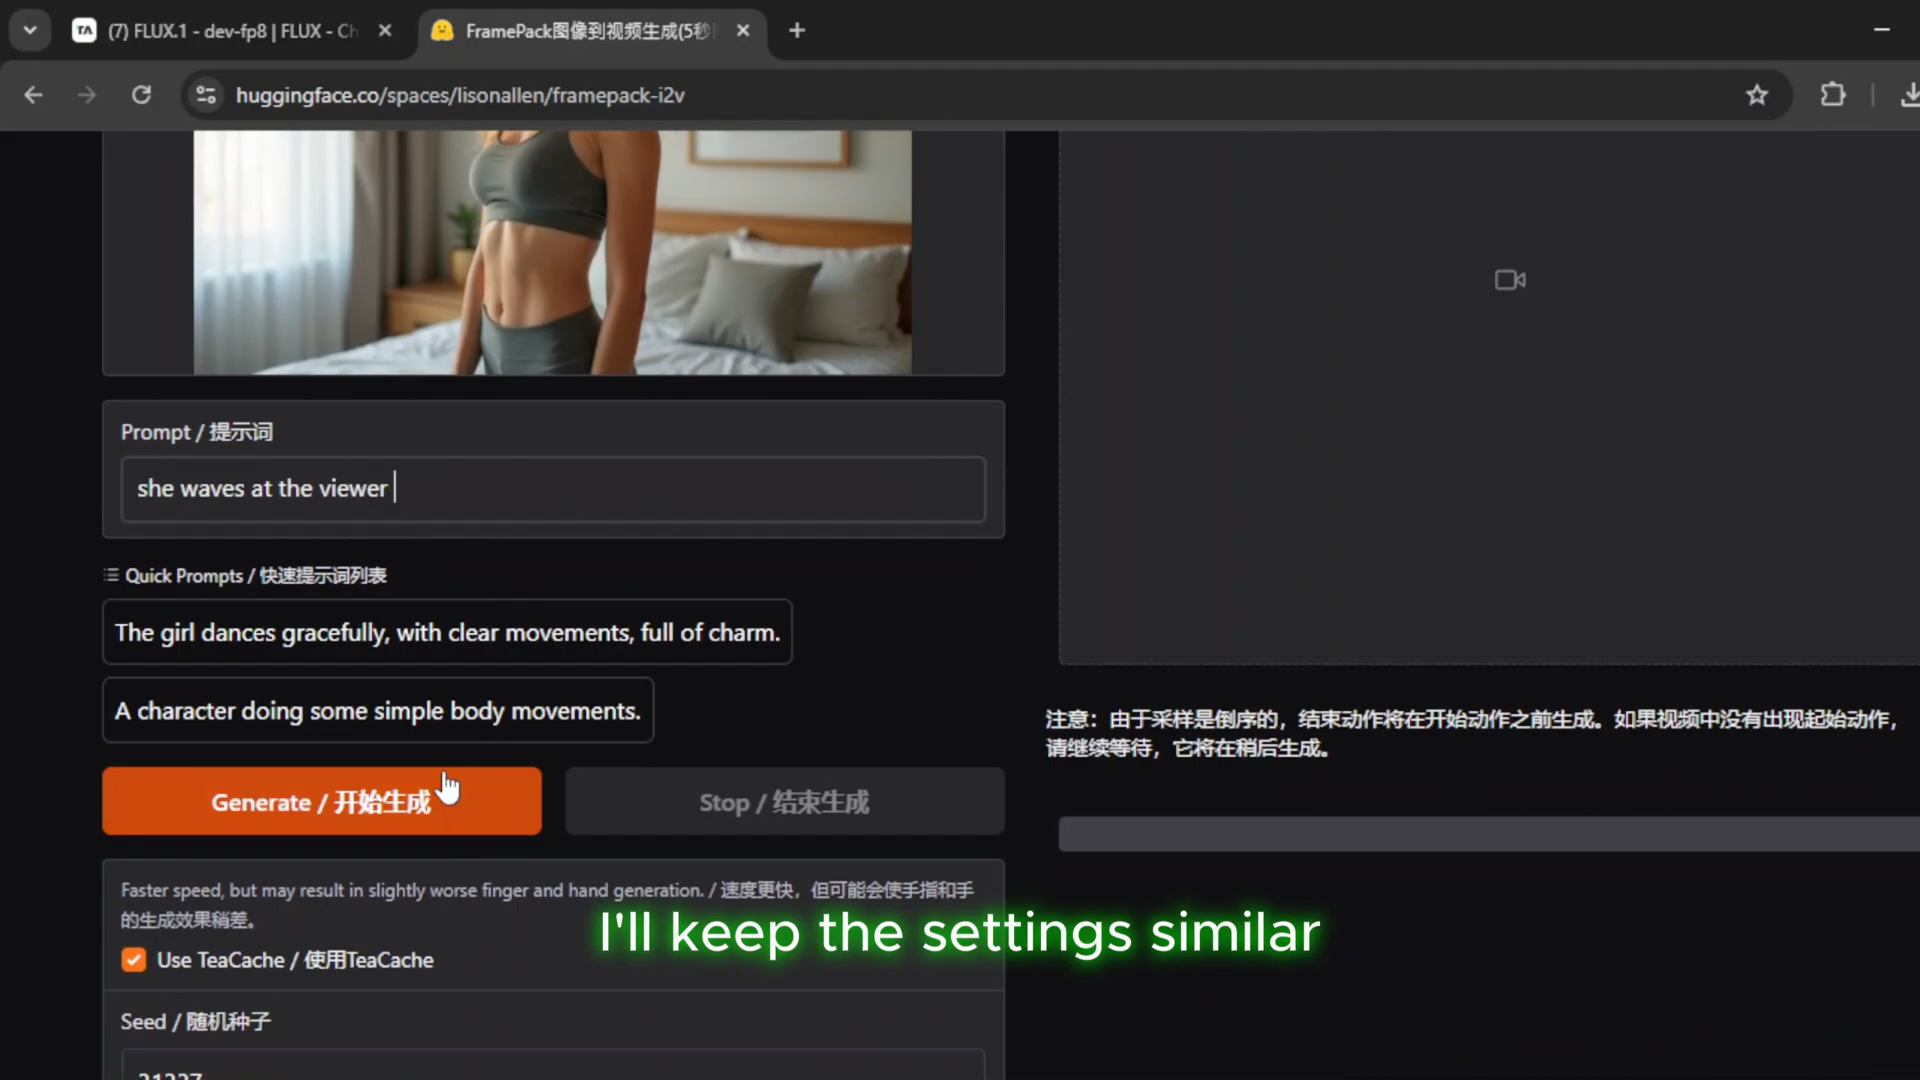 (7) FLUX.1 - dev-fp8 | FLUX - Ch
FramePack图像到视频生成(5秒
huggingface.co/spaces/lisonallen/framepack-i2v
Prompt / 提示词
she waves at the viewer
Quick Prompts / 快速提示词列表
The girl dances gracefully, with clear movements, full of charm.
A character doing some simple body movements.
Generate / 开始生成
Stop / 结束生成
注意：由于采样是倒序的，结束动作将在开始动作之前生成。如果视频中没有出现起始动作，
请继续等待，它将在稍后生成。
Faster speed, but may result in slightly worse finger and hand generation. / 速度更快，但可能会使手指和手
的生成效果稍差。
I'll keep the settings similar
Use TeaCache / 使用TeaCache
Seed / 随机种子